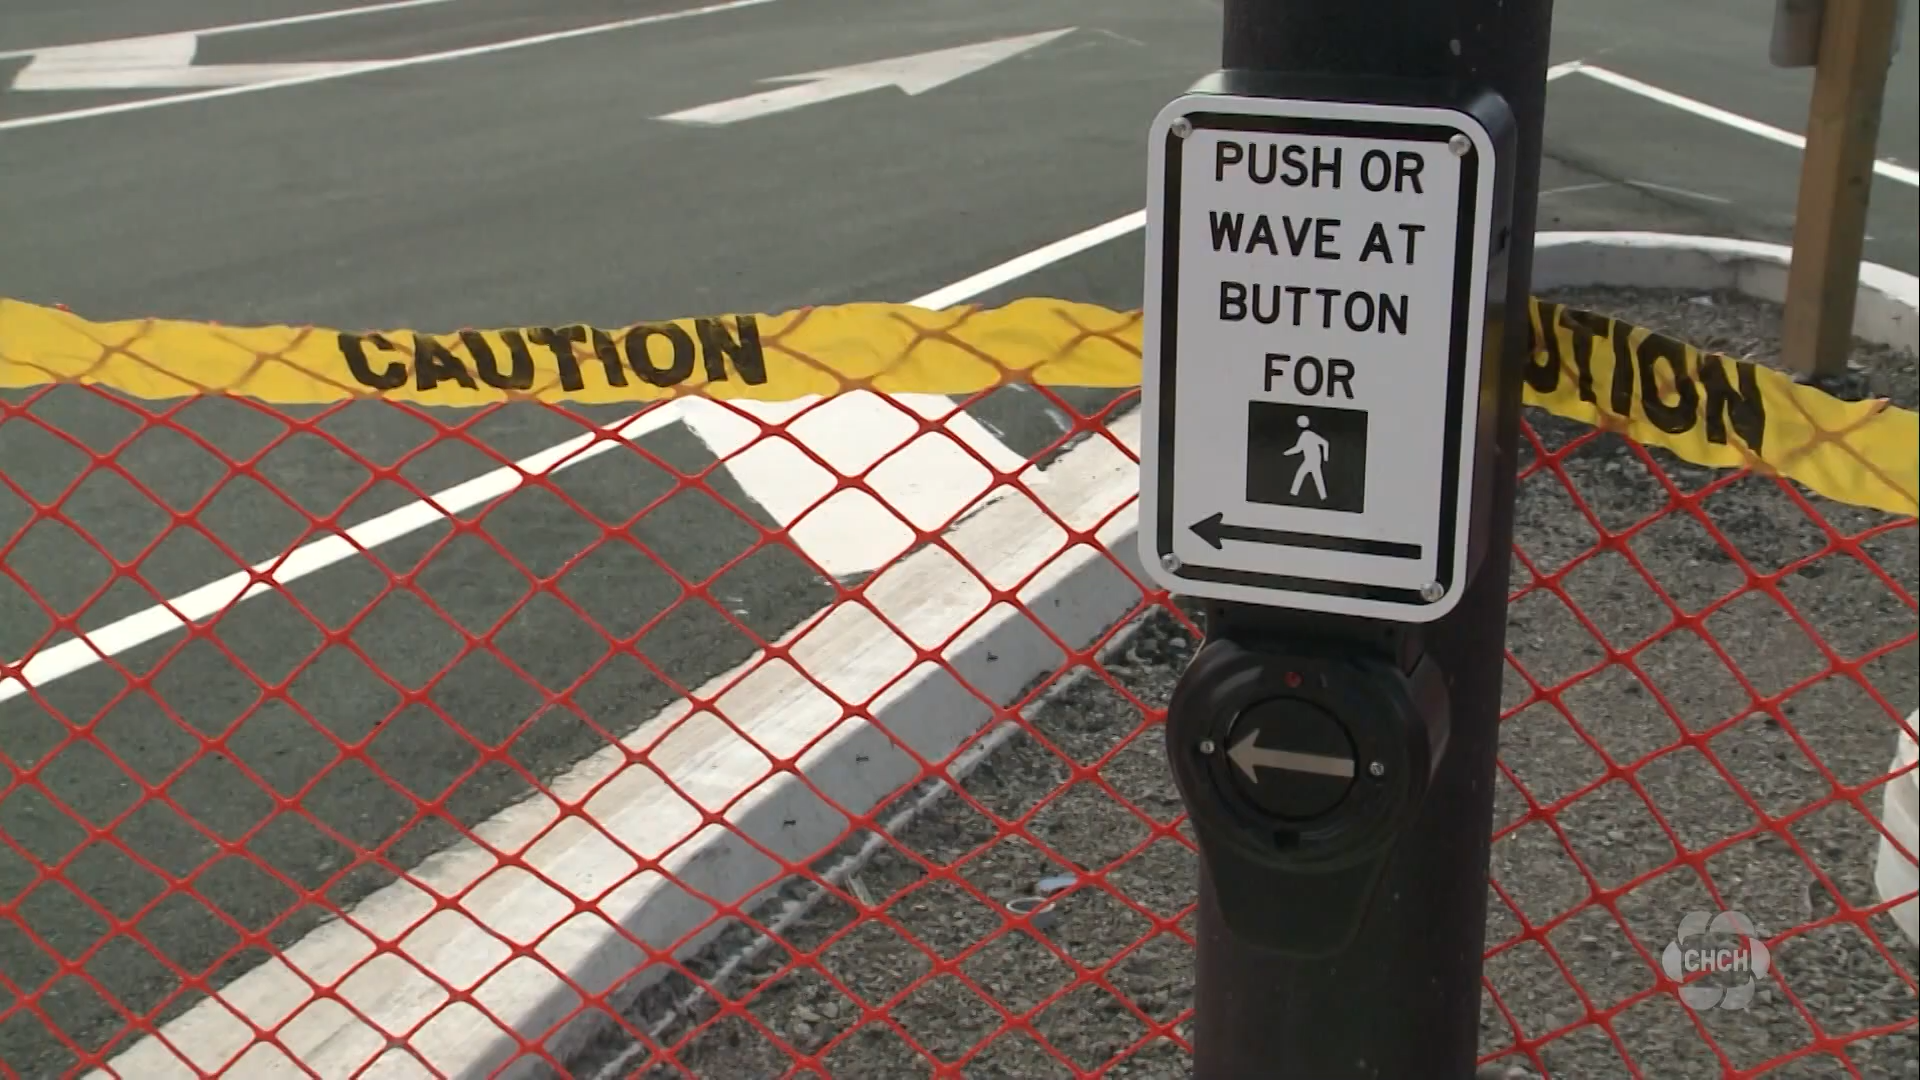 PUSH OR
WAVE AT
BUTTON
FOR
CAUTION
UTION
CHCH